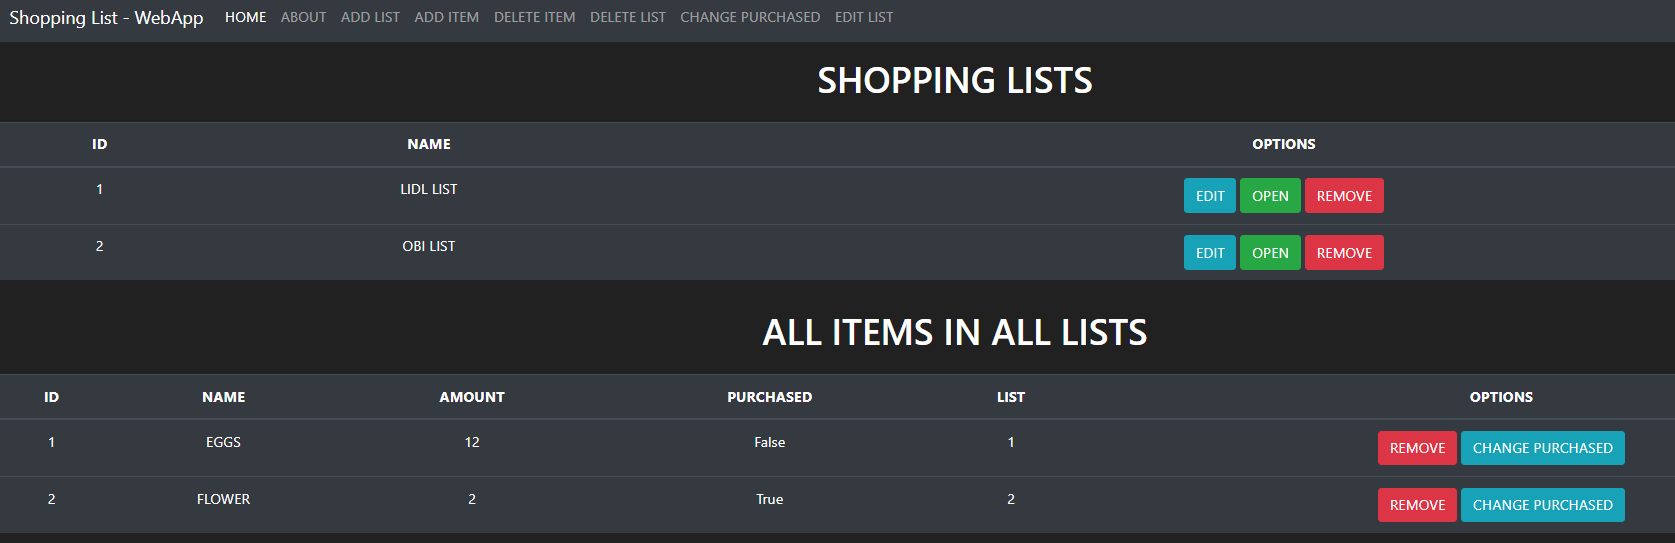 Shopping List - WebApp HOME ABOUT ADD LIST ADD ITEM DELETE ITEM DELETE LIST CHANGE PURCHASED EDIT LIST
SHOPPING LISTS
ID NAME OPTIONS
1 LIDL LIST EDIT OPEN REMOVE
2 OBI LIST EDIT OPEN REMOVE
ALL ITEMS IN ALL LISTS
ID NAME AMOUNT PURCHASED LIST OPTIONS
1 EGGS 12 False 1 REMOVE CHANGE PURCHASED
2 FLOWER 2 True 2 REMOVE CHANGE PURCHASED